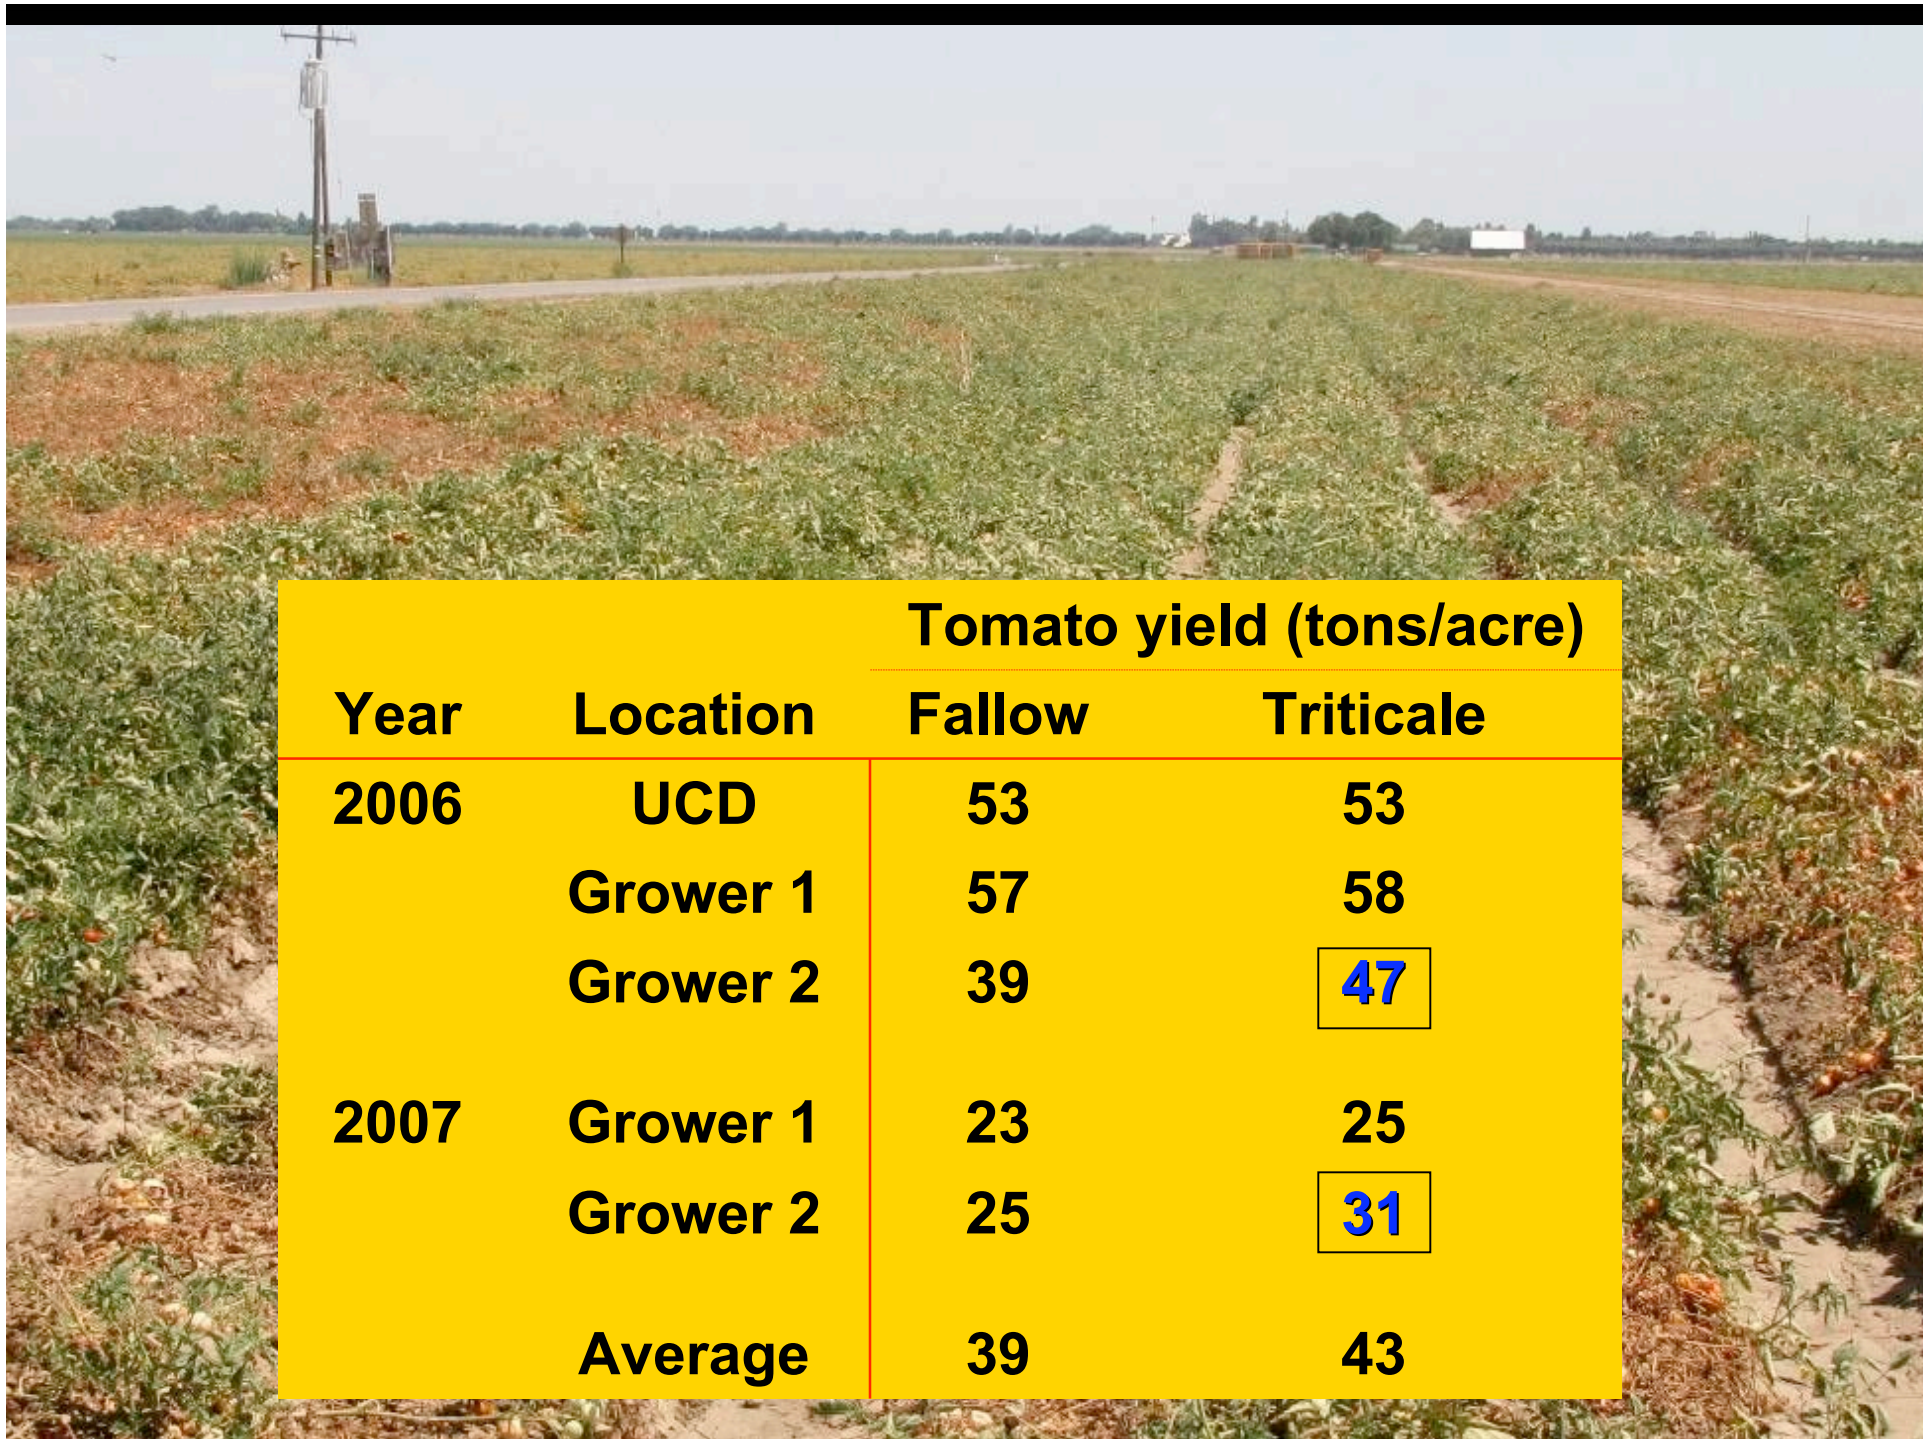 Tomato yield (tons/acre)
Year Location Fallow Triticale
2006 UCD 53 53
Grower 1 57 58
Grower 2 39 47
2007 Grower 1 23 25
Grower 2 25 31
Average 39 43